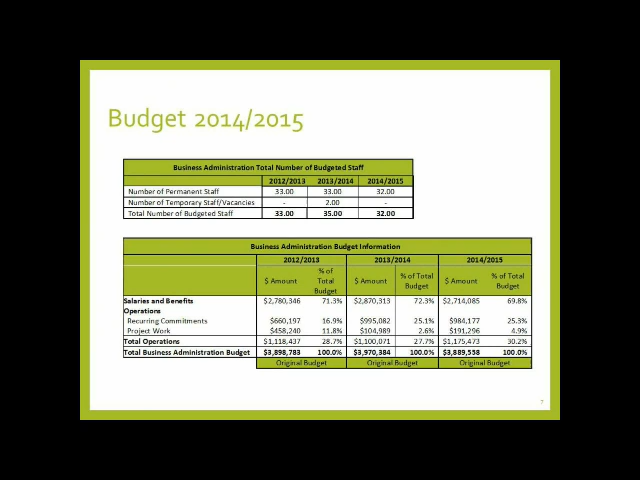 Budget 2014/2015
Business Administration Total Number of Budgeted Staff
2012/2013 2013/2014 2014/2015
Number of Permanent Staff 33.00 33.00 32.00
Number of Temporary Staff/Vacancies - 2.00 -
Total Number of Budgeted Staff 33.00 35.00 32.00
Business Administration Budget Information
2012/2013 2013/2014 2014/2015
$ Amount % of Total Budget $ Amount % of Total Budget $ Amount % of Total Budget
Salaries and Benefits $2,780,346 71.3% $2,870,313 72.3% $2,714,085 69.8%
Operations
Recurring Commitments $660,197 16.9% $995,082 25.1% $984,177 25.3%
Project Work $458,240 11.8% $104,989 2.6% $191,296 4.9%
Total Operations $1,118,437 28.7% $1,100,071 27.7% $1,175,473 30.2%
Total Business Administration Budget $3,898,783 100.0% $3,970,384 100.0% $3,889,558 100.0%
Original Budget Original Budget Original Budget
7